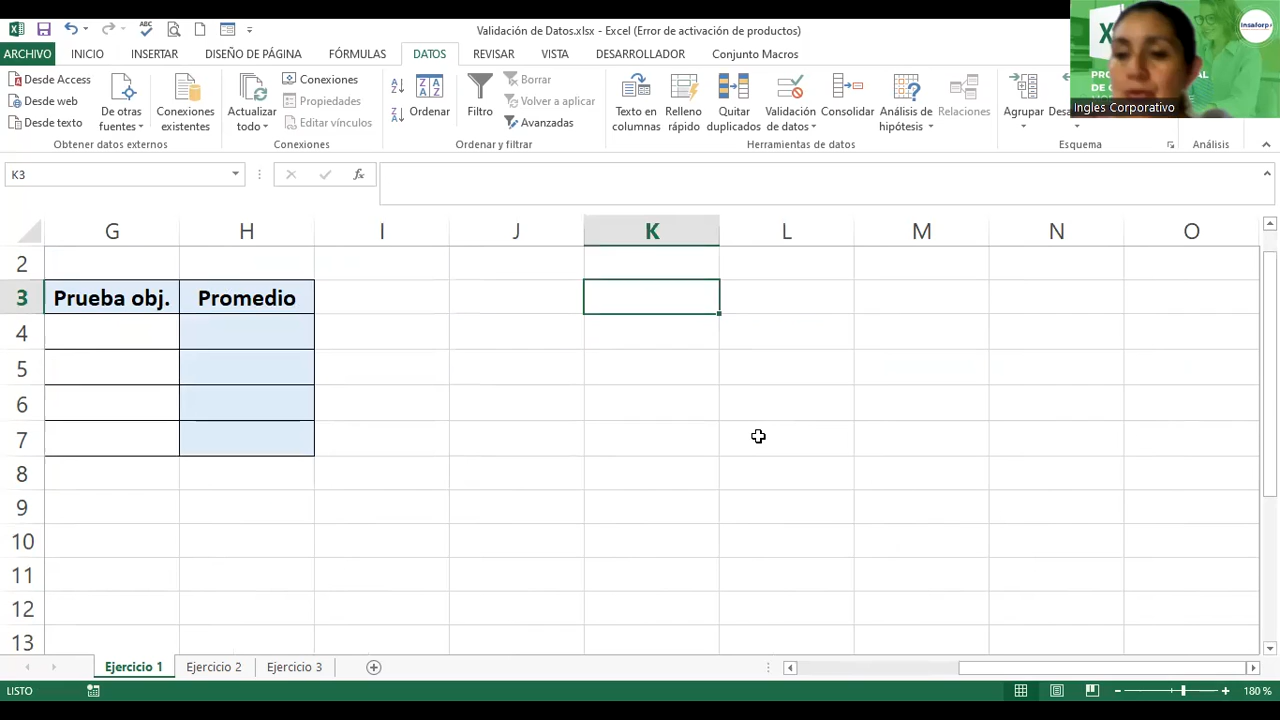 Validación de Datos.xlsx - Excel (Error de activación de productos)
ARCHIVO INICIO INSERTAR DISEÑO DE PÁGINA FÓRMULAS DATOS REVISAR VISTA DESARROLLADOR Conjunto Macros
Desde Access
Desde web
Desde texto
De otras fuentes
Conexiones existentes
Obtener datos externos
Actualizar todo
Conexiones
Propiedades
Editar vínculos
Conexiones
Ordenar
Filtro
Borrar
Volver a aplicar
Avanzadas
Ordenar y filtrar
Texto en columnas
Relleno rápido
Quitar duplicados
Validación de datos
Consolidar
Análisis de hipótesis
Relaciones
Herramientas de datos
Agrupar
Esquema
Análisis
insaforp
Ingles Corporativo
K3
fx
G H I J K L M N O
2
3 Prueba obj. Promedio
4
5
6
7
8
9
10
11
12
13
Ejercicio 1 Ejercicio 2 Ejercicio 3
LISTO
180 %